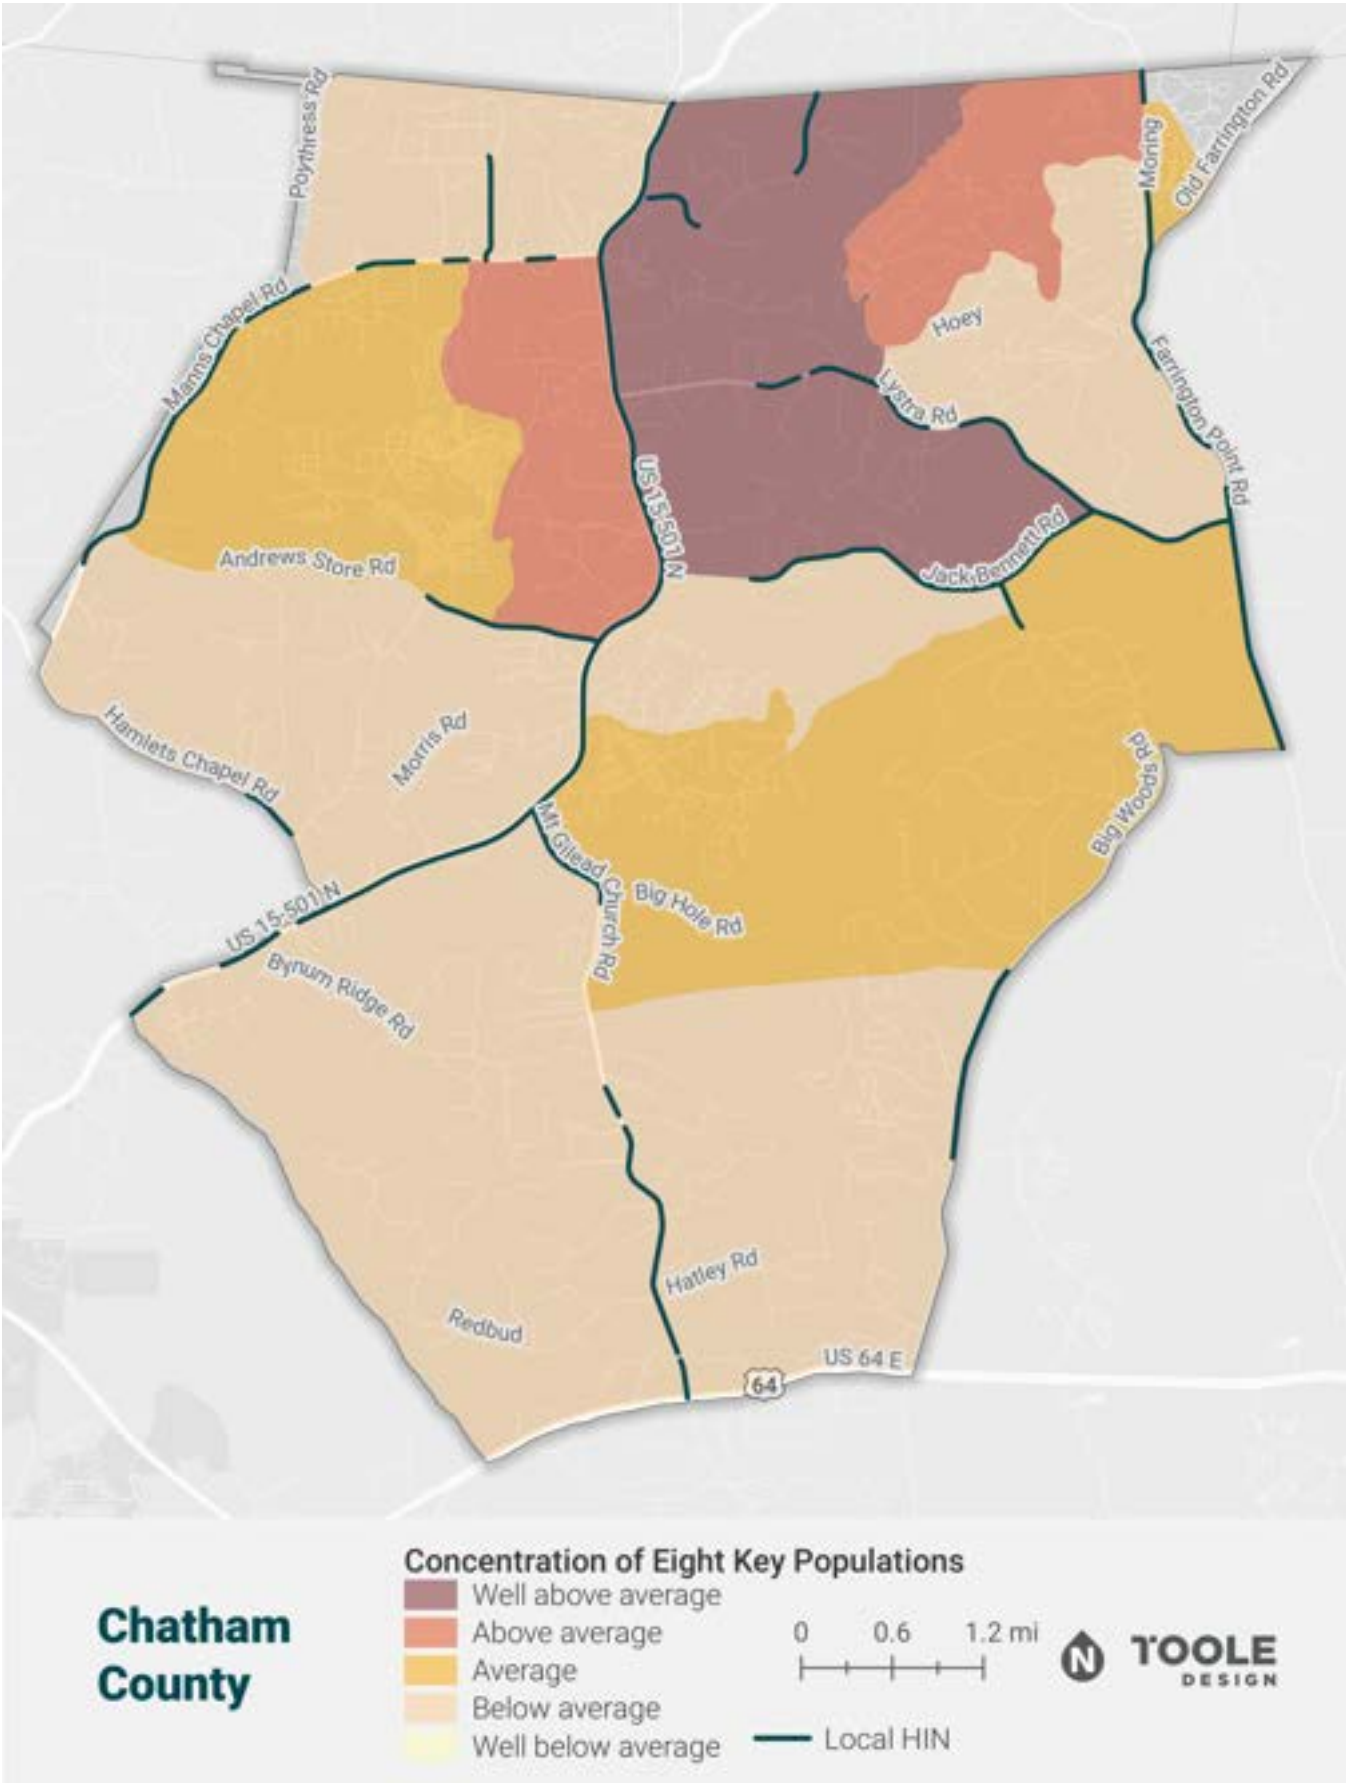 Poythress Rd
Moring
Old Farrington Rd
Manns Chapel Rd
Hoey
Lystra Rd
Farrington Point Rd
US 15-501 N
Andrews Store Rd
Jack Bennett Rd
Hamlets Chapel Rd
Morris Rd
Big Woods Rd
Mt Gilead Church Rd
Big Hole Rd
US 15-501 N
Bynum Ridge Rd
Hatley Rd
Redbud
US 64 E
64
Chatham
County
Concentration of Eight Key Populations
Well above average
Above average
Average
Below average
Well below average
0 0.6 1.2 mi
Local HIN
N
TOOLE
DESIGN